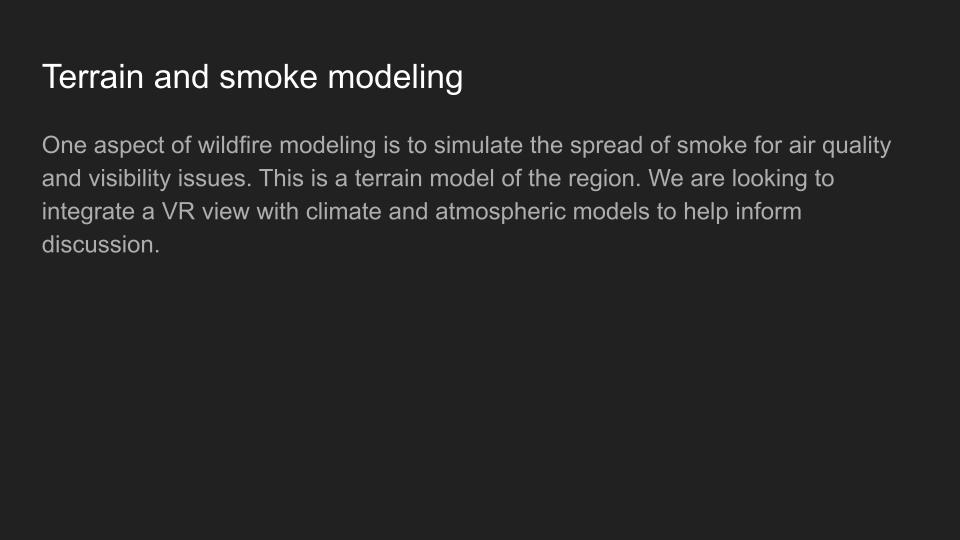 Terrain and smoke modeling
One aspect of wildfire modeling is to simulate the spread of smoke for air quality
and visibility issues. This is a terrain model of the region. We are looking to
integrate a VR view with climate and atmospheric models to help inform
discussion.